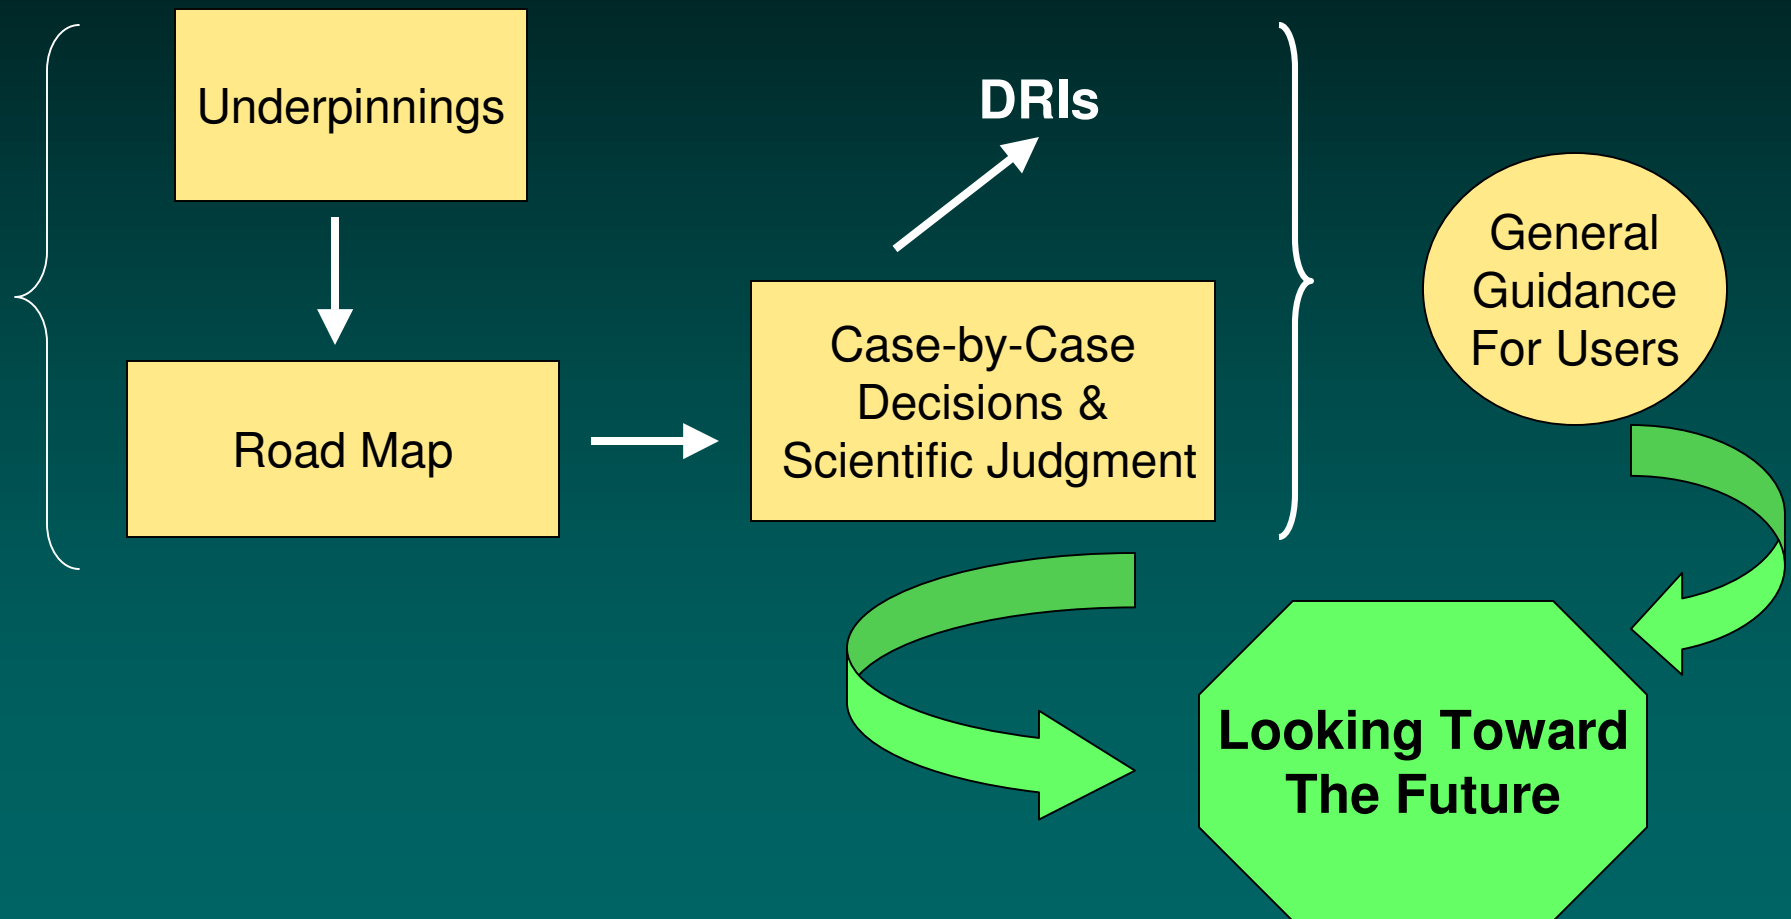 Underpinnings
DRIs
General
Guidance
For Users
Case-by-Case
Decisions &
Scientific Judgment
Road Map
Looking Toward
The Future